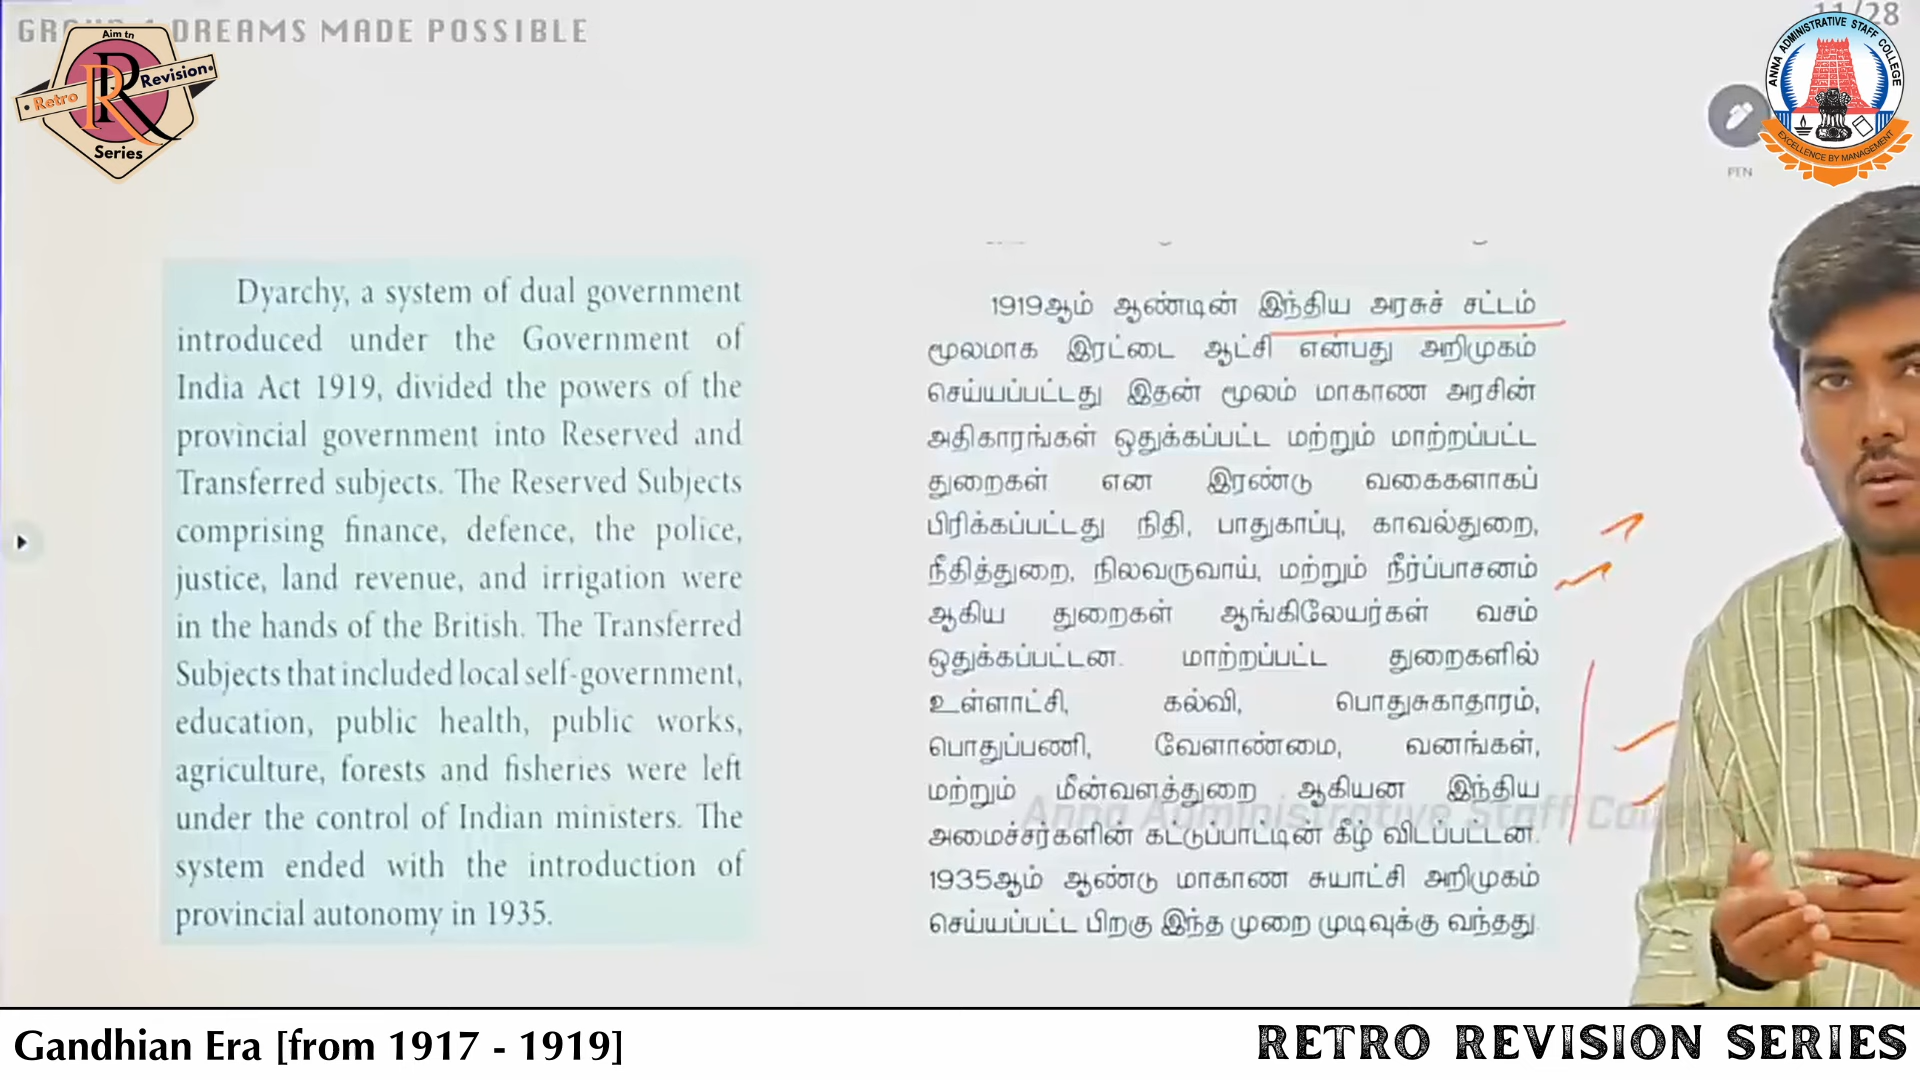 GR DREAMS MADE POSSIBLE
11/28
Aim tn
Retro
Revision
RR
Series
ANNA ADMINISTRATIVE STAFF COLLEGE
EXCELLENCE BY MANAGEMENT
PEN
Dyarchy, a system of dual government
introduced under the Government of
India Act 1919, divided the powers of the
provincial government into Reserved and
Transferred subjects. The Reserved Subjects
comprising finance, defence, the police,
justice, land revenue, and irrigation were
in the hands of the British. The Transferred
Subjects that included local self-government,
education, public health, public works,
agriculture, forests and fisheries were left
under the control of Indian ministers. The
system ended with the introduction of
provincial autonomy in 1935.
1919ஆம் ஆண்டின் இந்திய அரசுச் சட்டம்
மூலமாக இரட்டை ஆட்சி என்பது அறிமுகம்
செய்யப்பட்டது இதன் மூலம் மாகாண அரசின்
அதிகாரங்கள் ஒதுக்கப்பட்ட மற்றும் மாற்றப்பட்ட
துறைகள் என இரண்டு வகைகளாகப்
பிரிக்கப்பட்டது நிதி, பாதுகாப்பு, காவல்துறை,
நீதித்துறை, நிலவருவாய், மற்றும் நீர்ப்பாசனம்
ஆகிய துறைகள் ஆங்கிலேயர்கள் வசம்
ஒதுக்கப்பட்டன. மாற்றப்பட்ட துறைகளில்
உள்ளாட்சி, கல்வி, பொதுசுகாதாரம்,
பொதுப்பணி, வேளாண்மை, வனங்கள்,
மற்றும் மீன்வளத்துறை ஆகியன இந்திய
அமைச்சர்களின் கட்டுப்பாட்டின் கீழ் விடப்பட்டன.
1935ஆம் ஆண்டு மாகாண சுயாட்சி அறிமுகம்
செய்யப்பட்ட பிறகு இந்த முறை முடிவுக்கு வந்தது.
Anna Administrative Staff Co
Gandhian Era [from 1917 - 1919]
RETRO REVISION SERIES